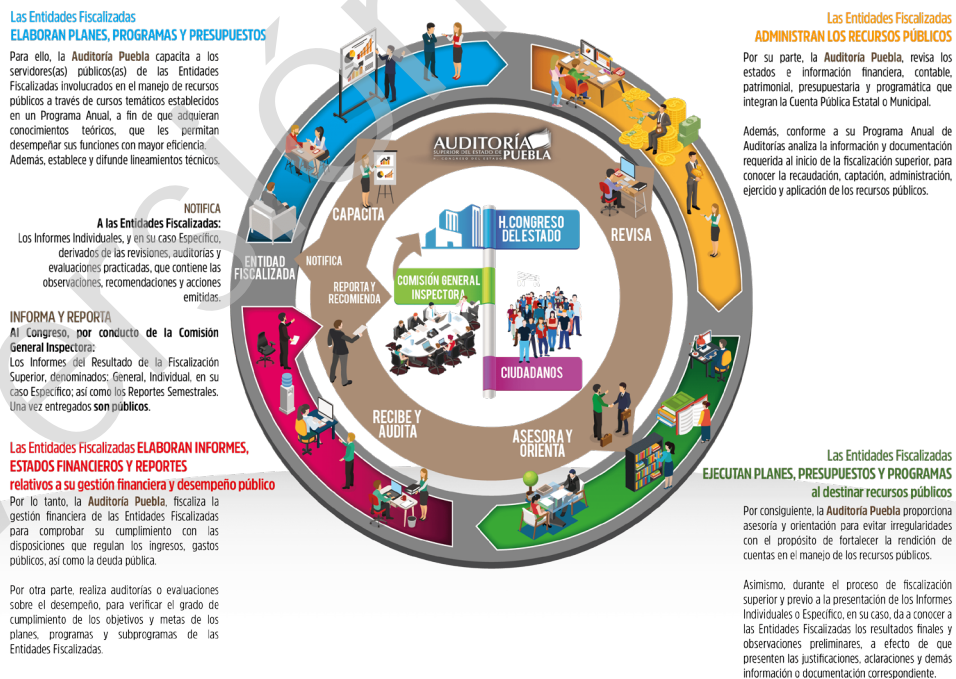 Las Entidades Fiscalizadas
ELABORAN PLANES, PROGRAMAS Y PRESUPUESTOS
Para ello, la Auditoría Puebla capacita a los
servidores(as) públicos(as) de las Entidades
Fiscalizadas involucrados en el manejo de recursos
públicos a través de cursos temáticos establecidos
en un Programa Anual, a fin de que adquieran
conocimientos teóricos, que les permitan
desempeñar sus funciones con mayor eficiencia.
Además, establece y difunde lineamientos técnicos.
NOTIFICA
A las Entidades Fiscalizadas:
Los Informes Individuales, y en su caso Específico,
derivados de las revisiones, auditorías y
evaluaciones practicadas, que contiene las
observaciones, recomendaciones y acciones
emitidas.
INFORMA Y REPORTA
Al Congreso, por conducto de la Comisión
General Inspectora:
Los Informes del Resultado de la Fiscalización
Superior, denominados: General, Individual, en su
caso Específico; así como los Reportes Semestrales.
Una vez entregados son públicos.
Las Entidades Fiscalizadas ELABORAN INFORMES,
ESTADOS FINANCIEROS Y REPORTES
relativos a su gestión financiera y desempeño público
Por lo tanto, la Auditoría Puebla, fiscaliza la
gestión financiera de las Entidades Fiscalizadas
para comprobar su cumplimiento con las
disposiciones que regulan los ingresos, gastos
públicos, así como la deuda pública.
Por otra parte, realiza auditorías o evaluaciones
sobre el desempeño, para verificar el grado de
cumplimiento de los objetivos y metas de los
planes, programas y subprogramas de las
Entidades Fiscalizadas.
AUDITORÍA
SUPERIOR DEL ESTADO DE PUEBLA
H. CONGRESO DEL ESTADO
CAPACITA
REVISA
H. CONGRESO
DEL ESTADO
ENTIDAD
FISCALIZADA
NOTIFICA
REPORTA Y
RECOMIENDA
COMISIÓN GENERAL
INSPECTORA
CIUDADANOS
RECIBE Y
AUDITA
ASESORA Y
ORIENTA
Las Entidades Fiscalizadas
ADMINISTRAN LOS RECURSOS PÚBLICOS
Por su parte, la Auditoría Puebla, revisa los
estados e información financiera, contable,
patrimonial, presupuestaria y programática que
integran la Cuenta Pública Estatal o Municipal.
Además, conforme a su Programa Anual de
Auditorías analiza la información y documentación
requerida al inicio de la fiscalización superior, para
conocer la recaudación, captación, administración,
ejercicio y aplicación de los recursos públicos.
Las Entidades Fiscalizadas
EJECUTAN PLANES, PRESUPUESTOS Y PROGRAMAS
al destinar recursos públicos
Por consiguiente, la Auditoría Puebla proporciona
asesoría y orientación para evitar irregularidades
con el propósito de fortalecer la rendición de
cuentas en el manejo de los recursos públicos.
Asimismo, durante el proceso de fiscalización
superior y previo a la presentación de los Informes
Individuales o Específico, en su caso, da a conocer a
las Entidades Fiscalizadas los resultados finales y
observaciones preliminares, a efecto de que
presenten las justificaciones, aclaraciones y demás
información o documentación correspondiente.